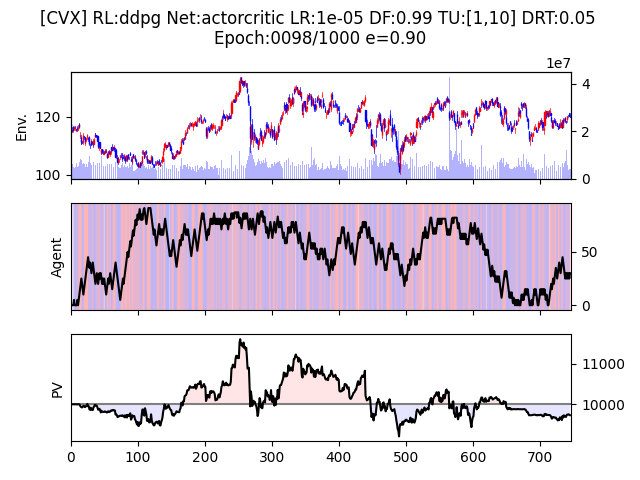 [CVX] RL:ddpg Net:actorcritic LR:1e-05 DF:0.99 TU:[1,10] DRT:0.05
Epoch:0098/1000 e=0.90
1e7
Env.
120
100
4
2
0
Agent
50
0
PV
11000
10000
0 100 200 300 400 500 600 700